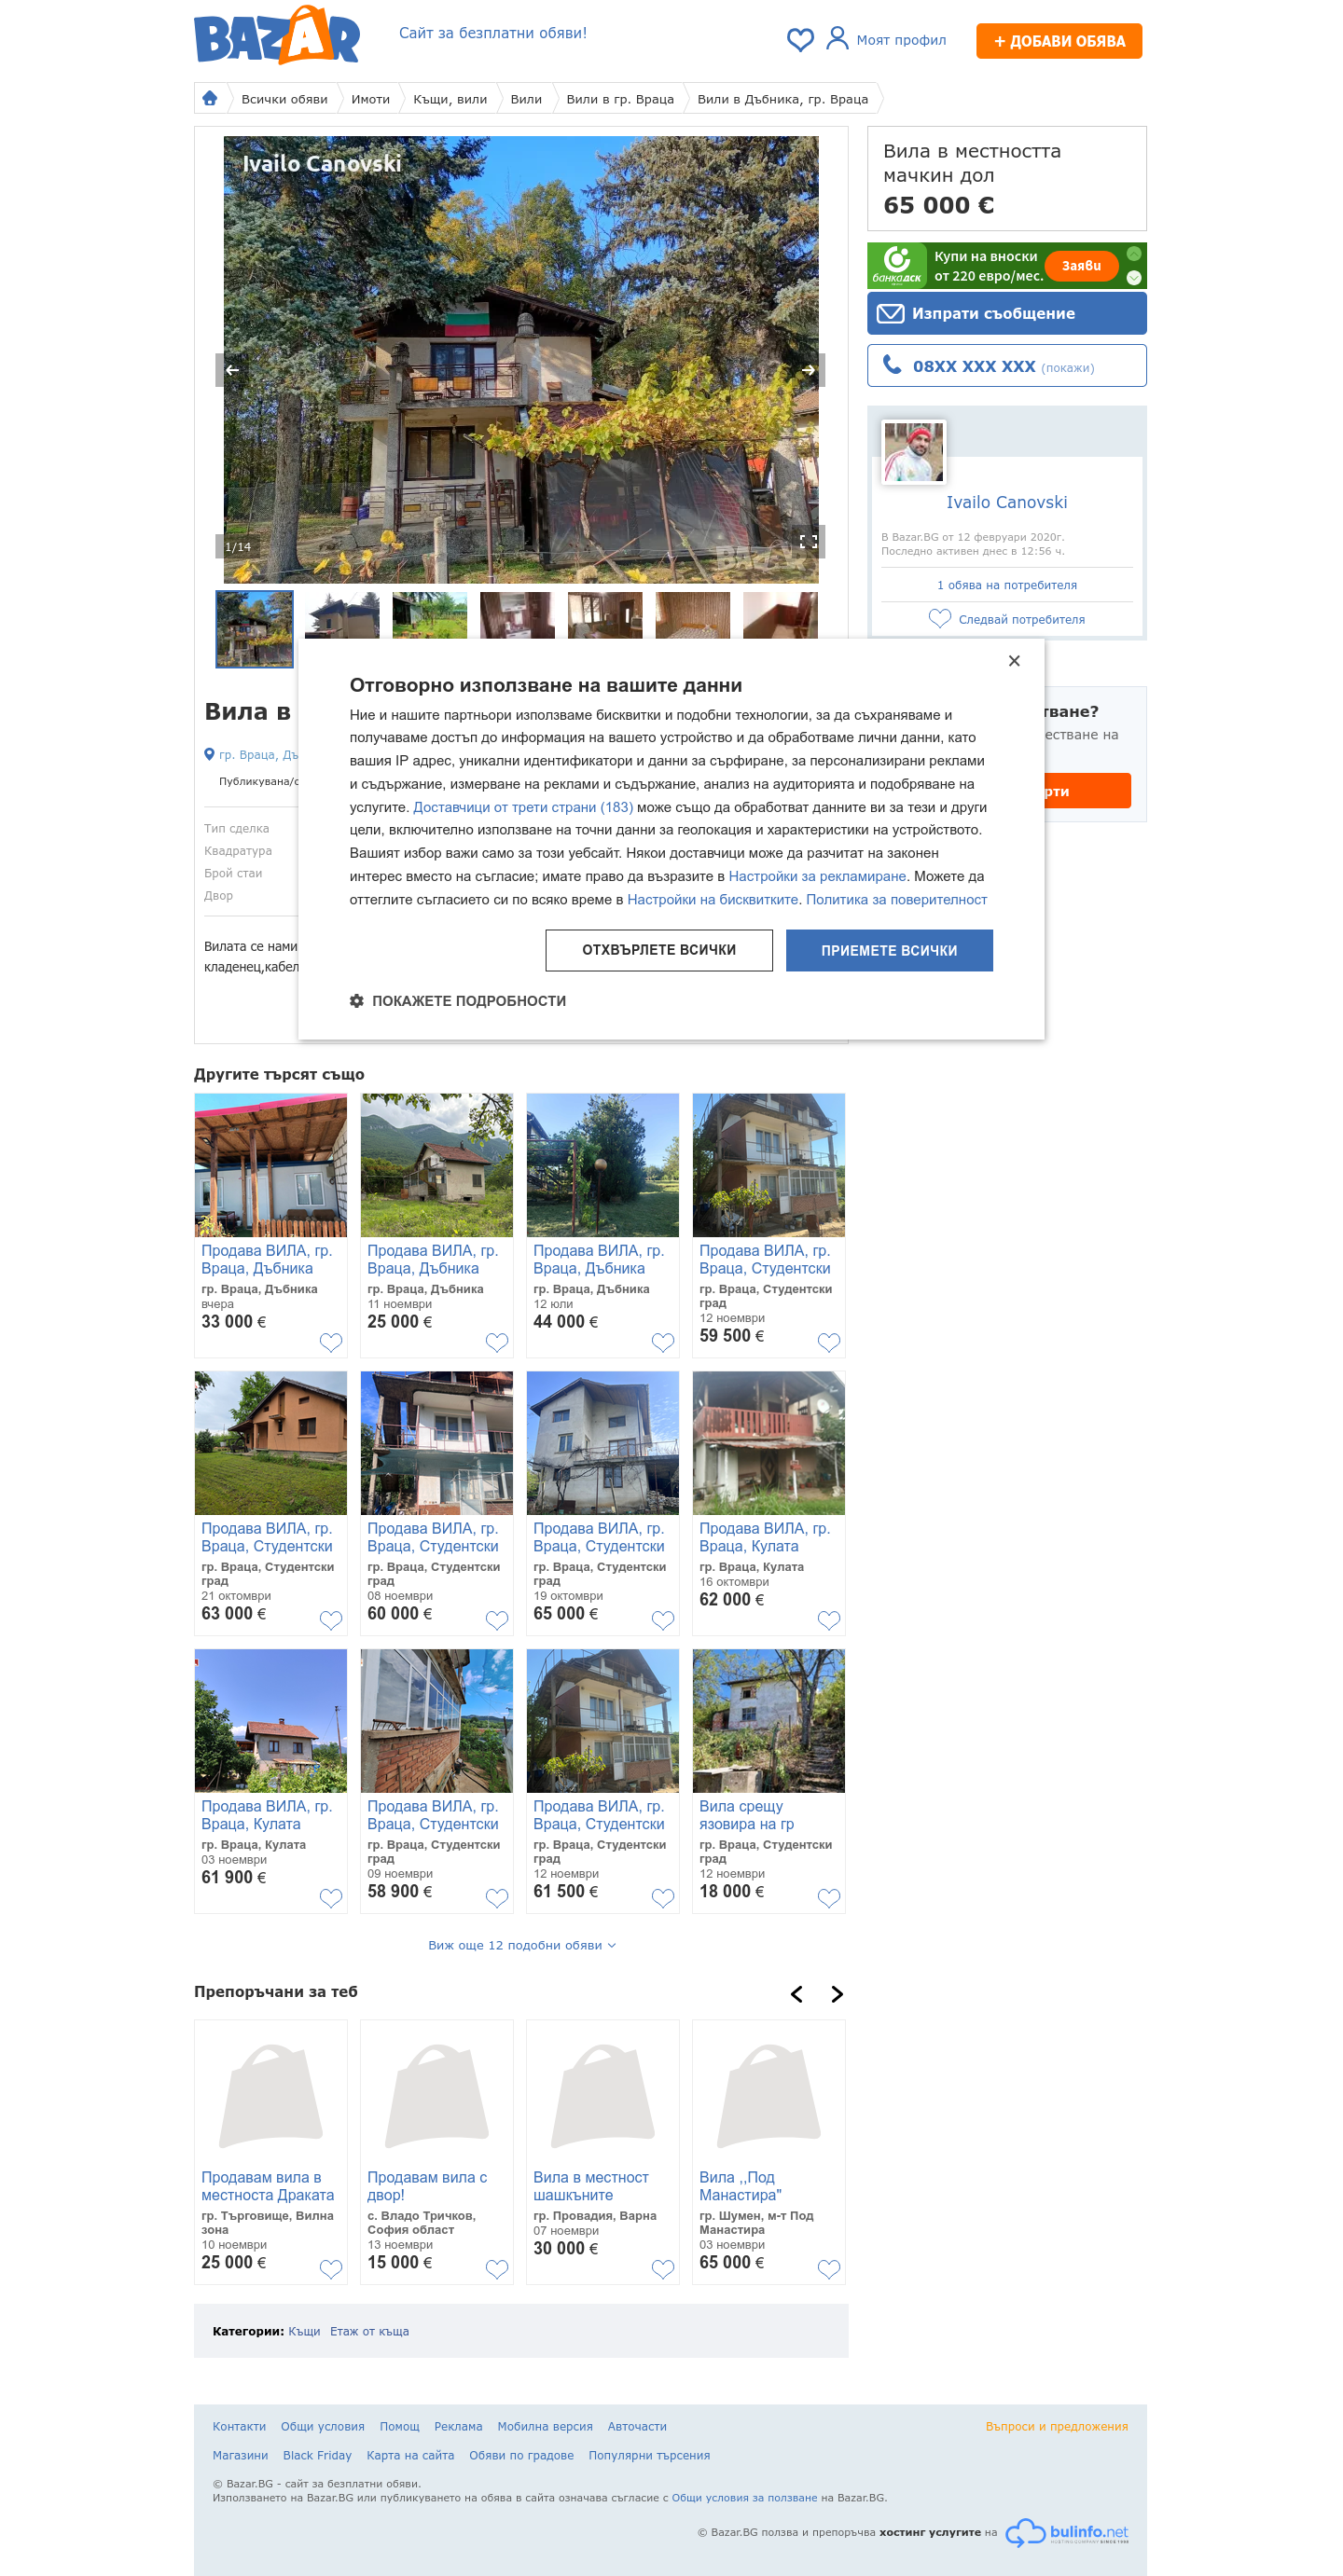 BAZAR
Сайт за безплатни обяви!
Моят профил
+ ДОБАВИ ОБЯВА
Всички обяви
Имоти
Къщи, вили
Вили
Вили в гр. Враца
Вили в Дъбника, гр. Враца
Ivailo Canovski
1/14
Вила в местността
мачкин дол
65 000 €
банкадск
Купи на вноски
от 220 евро/мес.
Заяви
Изпрати съобщение
08XX XXX XXX (покажи)
Ivailo Canovski
В Bazar.BG от 12 февруари 2020г.
Последно активен днес в 12:56 ч.
1 обява на потребителя
Следвай потребителя
Вила в
гр. Враца, Дъ
Публикувана/
Тип сделка
Квадратура
Брой стаи
Двор
Вилата се нами
кладенец,кабел
×
Отговорно използване на вашите данни
Ние и нашите партньори използваме бисквитки и подобни технологии, за да съхраняваме и
получаваме достъп до информация на вашето устройство и да обработваме лични данни, като
вашия IP адрес, уникални идентификатори и данни за сърфиране, за персонализирани реклами
и съдържание, измерване на реклами и съдържание, анализ на аудиторията и подобряване на
услугите. Доставчици от трети страни (183) може също да обработват данните ви за тези и други
цели, включително използване на точни данни за геолокация и характеристики на устройството.
Вашият избор важи само за този уебсайт. Някои доставчици може да разчитат на законен
интерес вместо на съгласие; имате право да възразите в Настройки за рекламиране. Можете да
оттеглите съгласието си по всяко време в Настройки на бисквитките. Политика за поверителност
ОТХВЪРЛЕТЕ ВСИЧКИ
ПРИЕМЕТЕ ВСИЧКИ
ПОКАЖЕТЕ ПОДРОБНОСТИ
тване?
естване на
рти
Другите търсят също
Продава ВИЛА, гр.
Враца, Дъбника
гр. Враца, Дъбника
вчера
33 000 €
Продава ВИЛА, гр.
Враца, Дъбника
гр. Враца, Дъбника
11 ноември
25 000 €
Продава ВИЛА, гр.
Враца, Дъбника
гр. Враца, Дъбника
12 юли
44 000 €
Продава ВИЛА, гр.
Враца, Студентски
гр. Враца, Студентски
град
12 ноември
59 500 €
Продава ВИЛА, гр.
Враца, Студентски
гр. Враца, Студентски
град
21 октомври
63 000 €
Продава ВИЛА, гр.
Враца, Студентски
гр. Враца, Студентски
град
08 ноември
60 000 €
Продава ВИЛА, гр.
Враца, Студентски
гр. Враца, Студентски
град
19 октомври
65 000 €
Продава ВИЛА, гр.
Враца, Кулата
гр. Враца, Кулата
16 октомври
62 000 €
Продава ВИЛА, гр.
Враца, Кулата
гр. Враца, Кулата
03 ноември
61 900 €
Продава ВИЛА, гр.
Враца, Студентски
гр. Враца, Студентски
град
09 ноември
58 900 €
Продава ВИЛА, гр.
Враца, Студентски
гр. Враца, Студентски
град
12 ноември
61 500 €
Вила срещу
язовира на гр
гр. Враца, Студентски
град
12 ноември
18 000 €
Виж още 12 подобни обяви
Препоръчани за теб
Продавам вила в
местноста Драката
гр. Търговище, Вилна
зона
10 ноември
25 000 €
Продавам вила с
двор!
с. Владо Тричков,
София област
13 ноември
15 000 €
Вила в местност
шашкъните
гр. Провадия, Варна
07 ноември
30 000 €
Вила ,,Под
Манастира"
гр. Шумен, м-т Под
Манастира
03 ноември
65 000 €
Категории: Къщи Етаж от къща
Контакти Общи условия Помощ Реклама Мобилна версия Авточасти
Въпроси и предложения
Магазини Black Friday Карта на сайта Обяви по градове Популярни търсения
© Bazar.BG - сайт за безплатни обяви.
Използването на Bazar.BG или публикуването на обява в сайта означава съгласие с Общи условия за ползване на Bazar.BG.
© Bazar.BG ползва и препоръчва хостинг услугите на
bulinfo.net